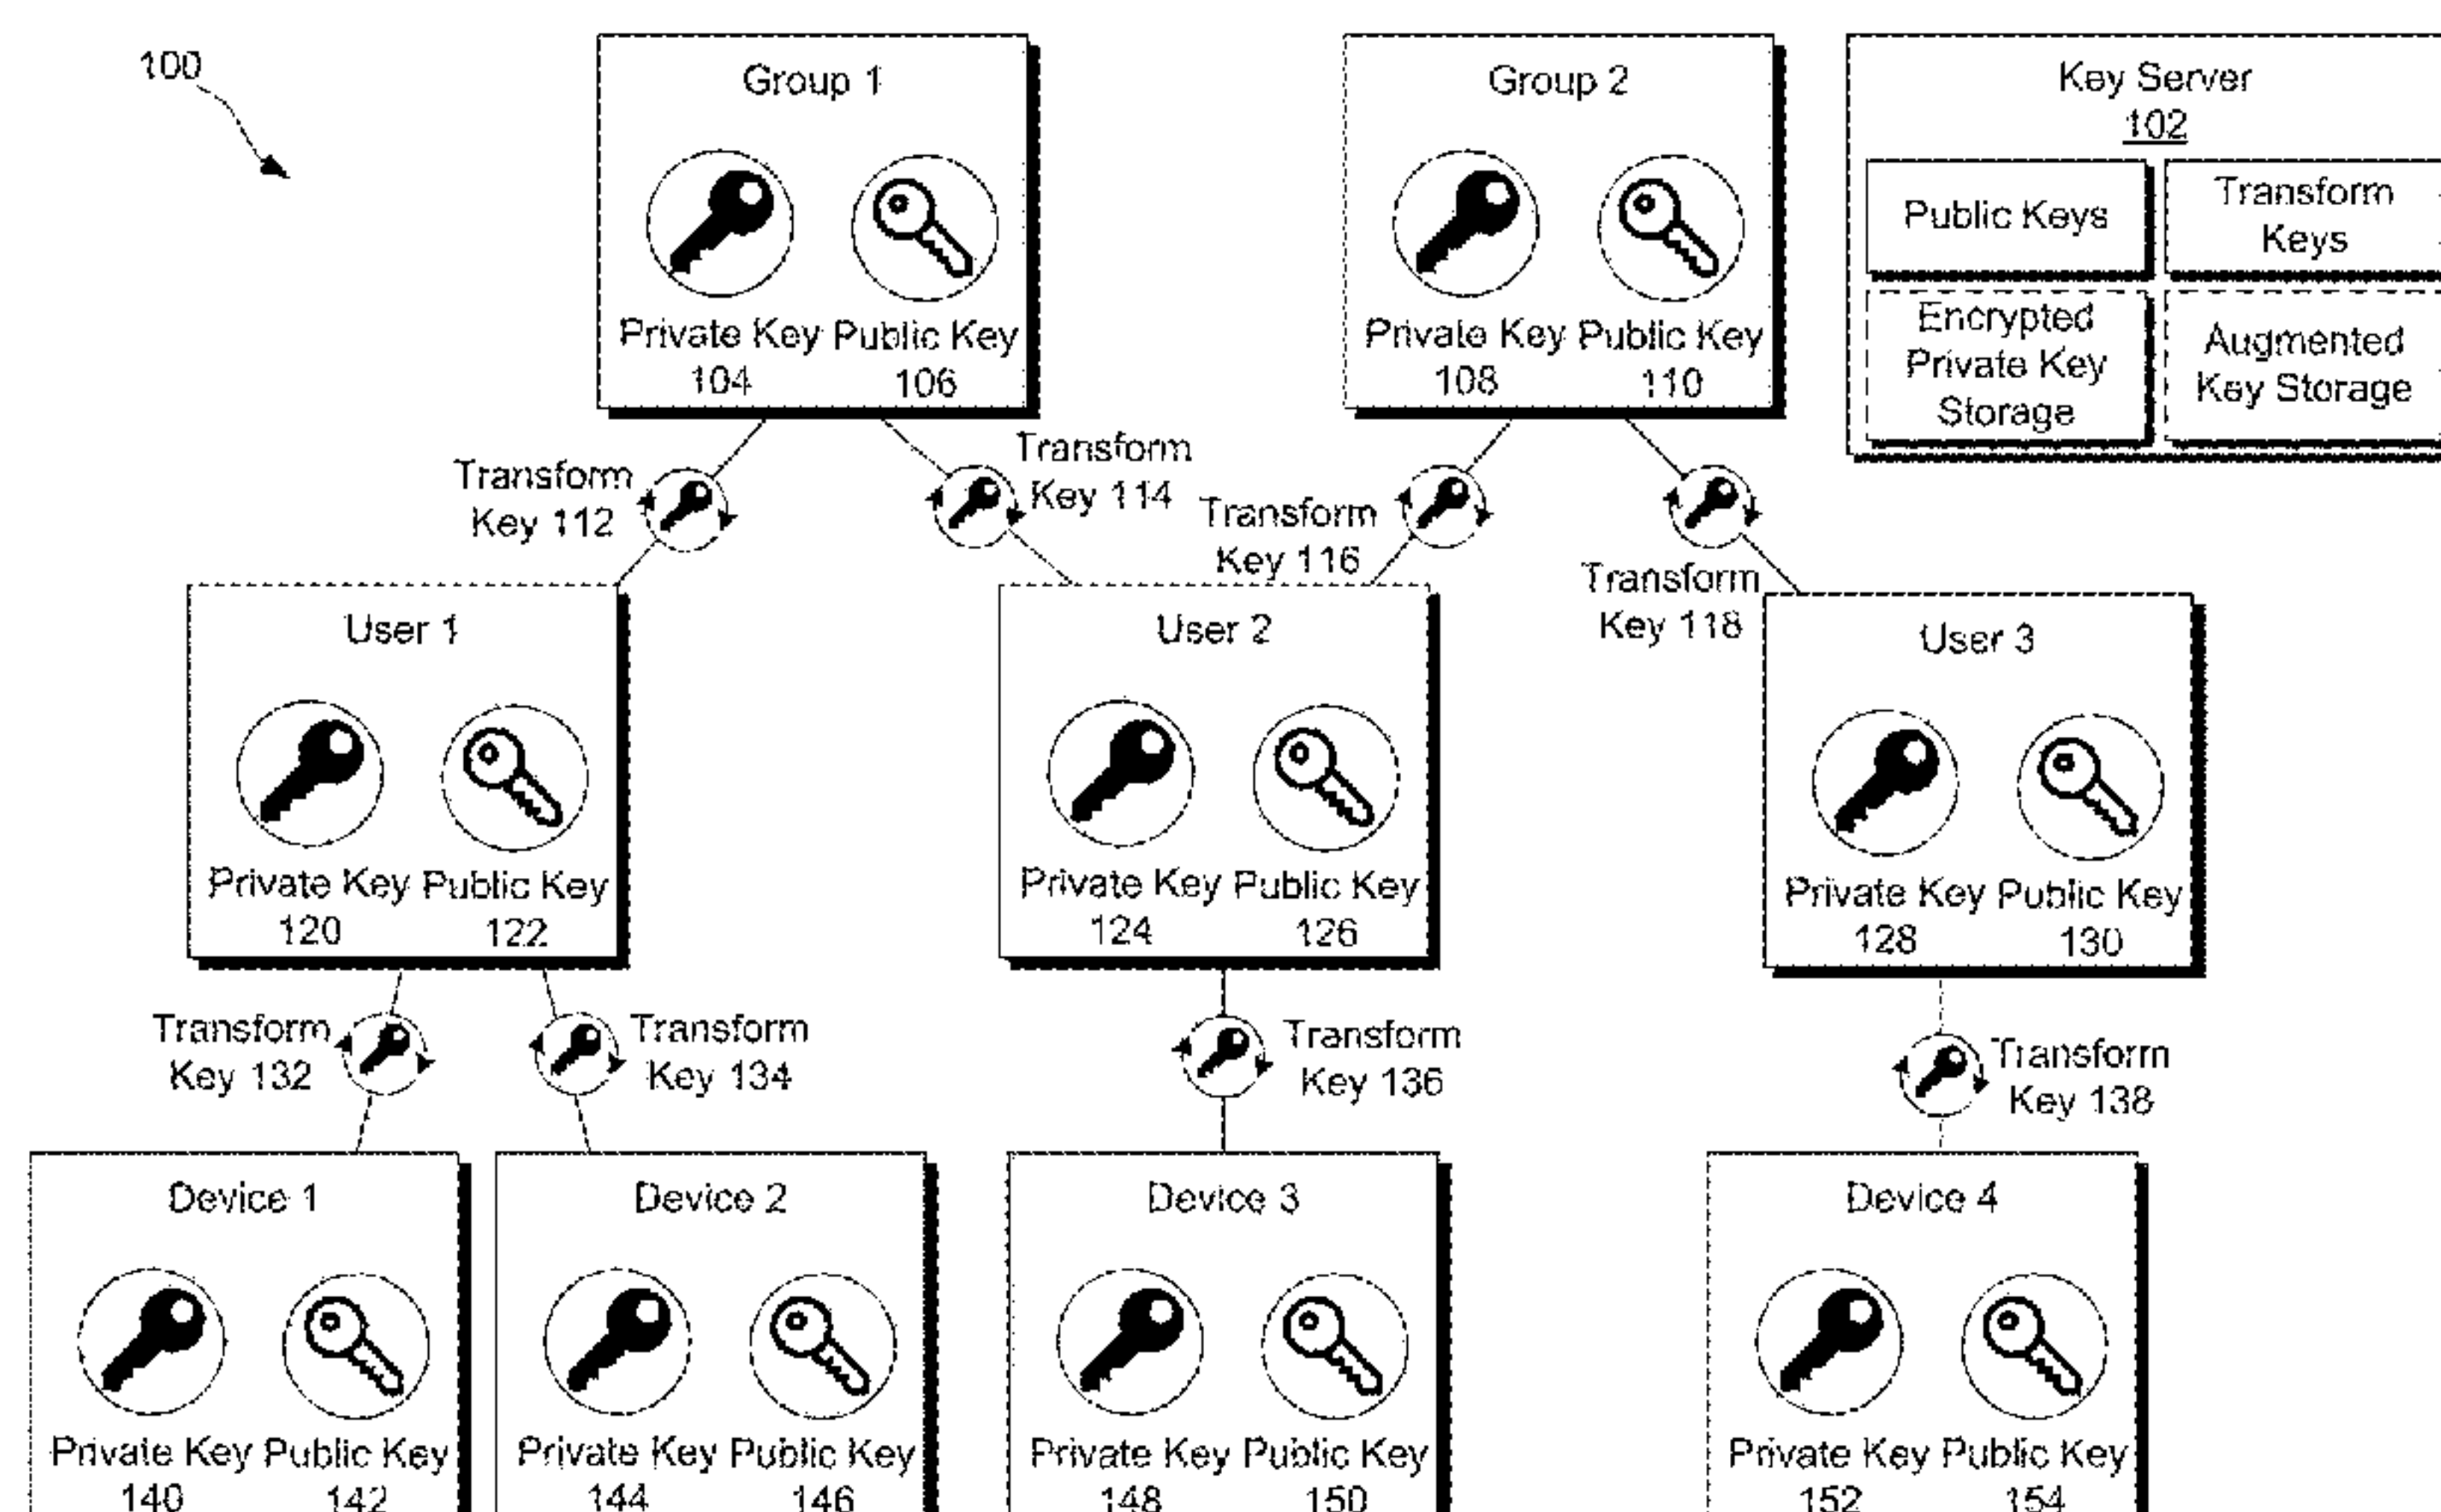 100
Group 1
Private Key Public Key
104 106
Group 2
Private Key Public Key
108 110
Key Server
102
Public Keys
Transform
Keys
Encrypted
Private Key
Storage
Augmented
Key Storage
Transform
Key 112
Transform
Key 114
Transform
Key 116
Transform
Key 118
User 1
Private Key Public Key
120 122
User 2
Private Key Public Key
124 126
User 3
Private Key Public Key
128 130
Transform
Key 132
Transform
Key 134
Transform
Key 136
Transform
Key 138
Device 1
Private Key Public Key
140 142
Device 2
Private Key Public Key
144 146
Device 3
Private Key Public Key
148 150
Device 4
Private Key Public Key
152 154